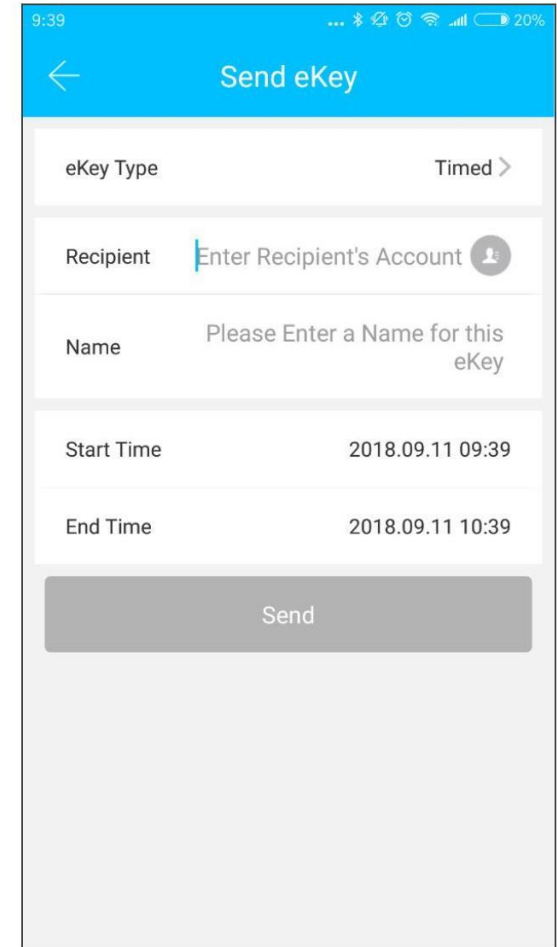 9:39 ... 20%
Send eKey
eKey Type Timed
Recipient Enter Recipient's Account
Name Please Enter a Name for this
eKey
Start Time 2018.09.11 09:39
End Time 2018.09.11 10:39
Send